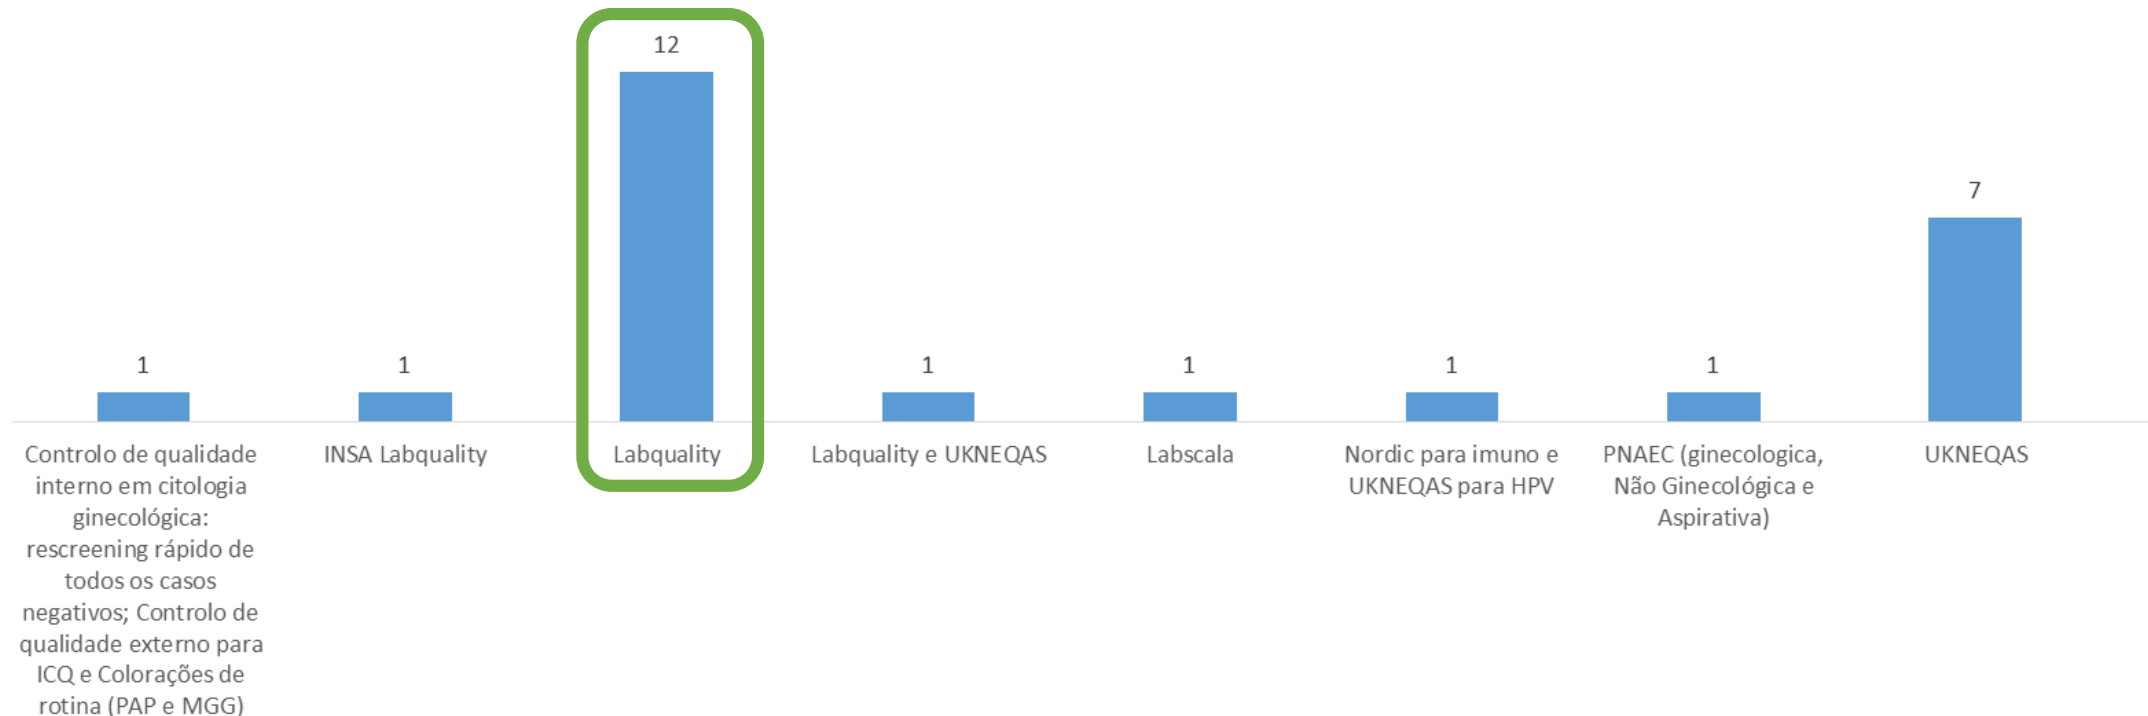 12
7
1
1
1
1
1
1
Controlo de qualidade
interno em citologia
ginecológica:
rescreening rápido de
todos os casos
negativos; Controlo de
qualidade externo para
ICQ e Colorações de
rotina (PAP e MGG)
INSA Labquality
Labquality
Labquality e UKNEQAS
Labscala
Nordic para imuno e
UKNEQAS para HPV
PNAEC (ginecologica,
Não Ginecológica e
Aspirativa)
UKNEQAS